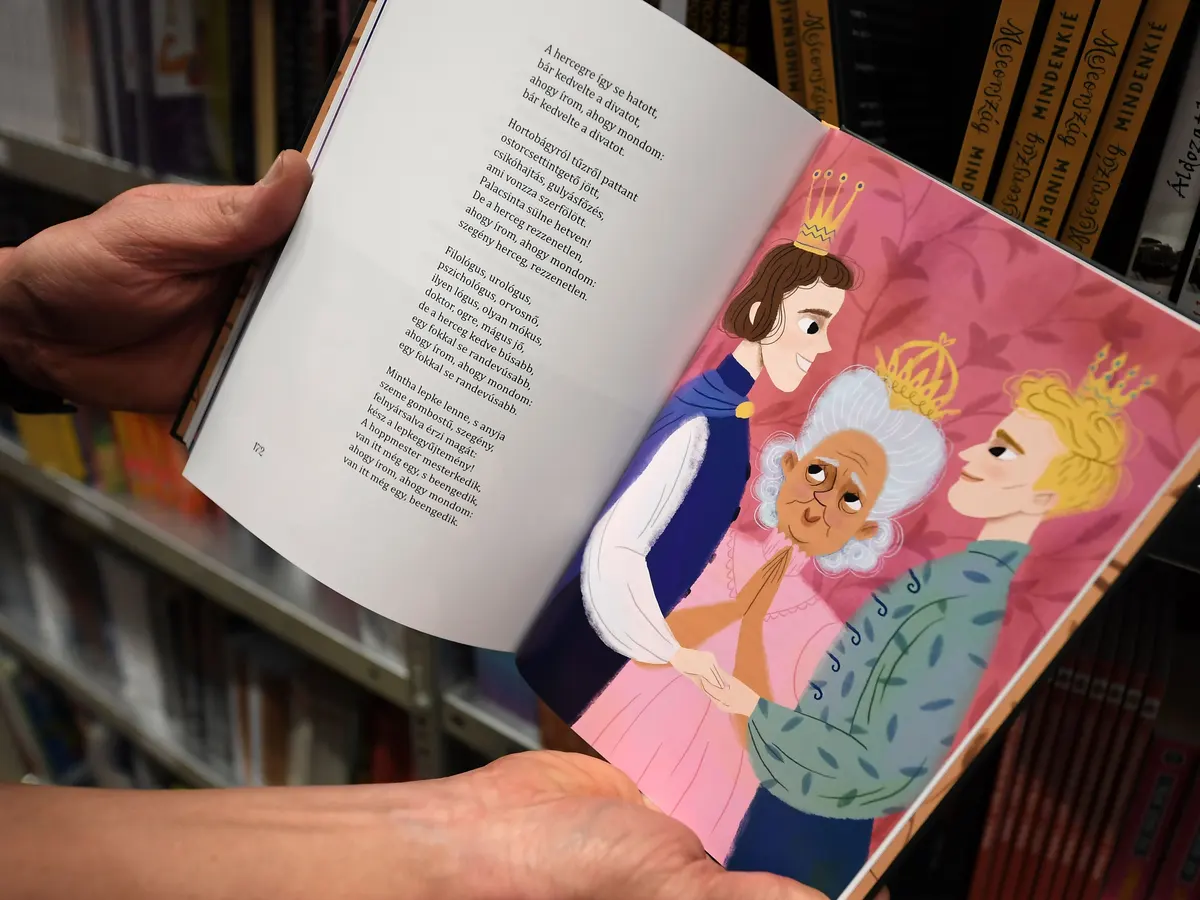 A hercegre így se hatott,
bár kedvelte a divatot,
ahogy írom, ahogy mondom:
bár kedvelte a divatot.
Hortobágyról tűzről pattant
ostorcsettintgető jött,
csikóhajtás, gulyásfőzés,
ami vonzza szerfölött.
Palacsinta sülne hetven!
De a herceg rezzenetlen,
ahogy írom, ahogy mondom:
szegény herceg, rezzenetlen.
Filológus, urológus,
pszichológus, orvosnő,
ilyen lógus, olyan mókus,
doktor, ogre, mágus jő,
de a herceg kedve búsabb,
egy fokkal se randevúsabb,
ahogy írom, ahogy mondom:
egy fokkal se randevúsabb.
Mintha lepke lenne, s anyja
szeme gombostű, szegény,
felnyársalva érzi magát:
kész a lepkegyűjtemény!
A hoppmester mesterkedik,
van itt még egy, s beengedik,
ahogy írom, ahogy mondom:
van itt még egy, beengedik.
172
Meseország
MINDENKIÉ
Meseország
MINDENKIÉ
Meseország
MINDENKIÉ
Meseország